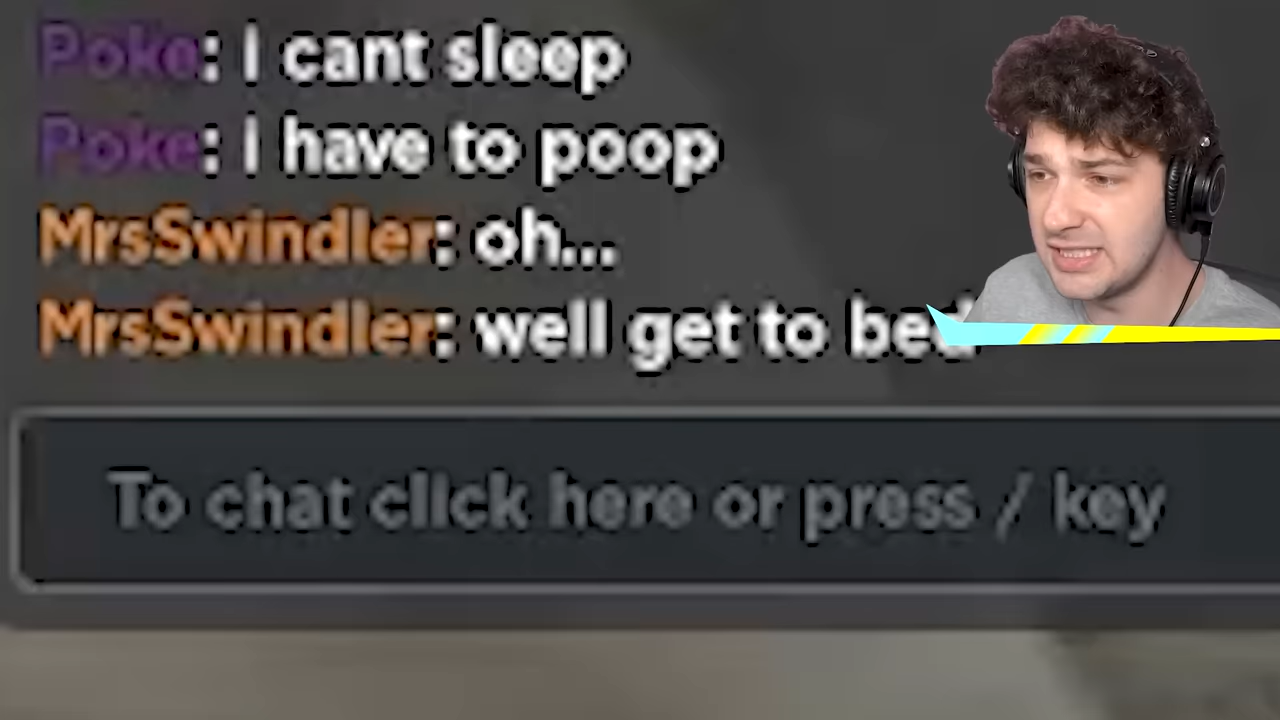 Poke: I cant sleep
Poke: I have to poop
MrsSwindler: oh...
MrsSwindler: well get to bed
To chat click here or press / key